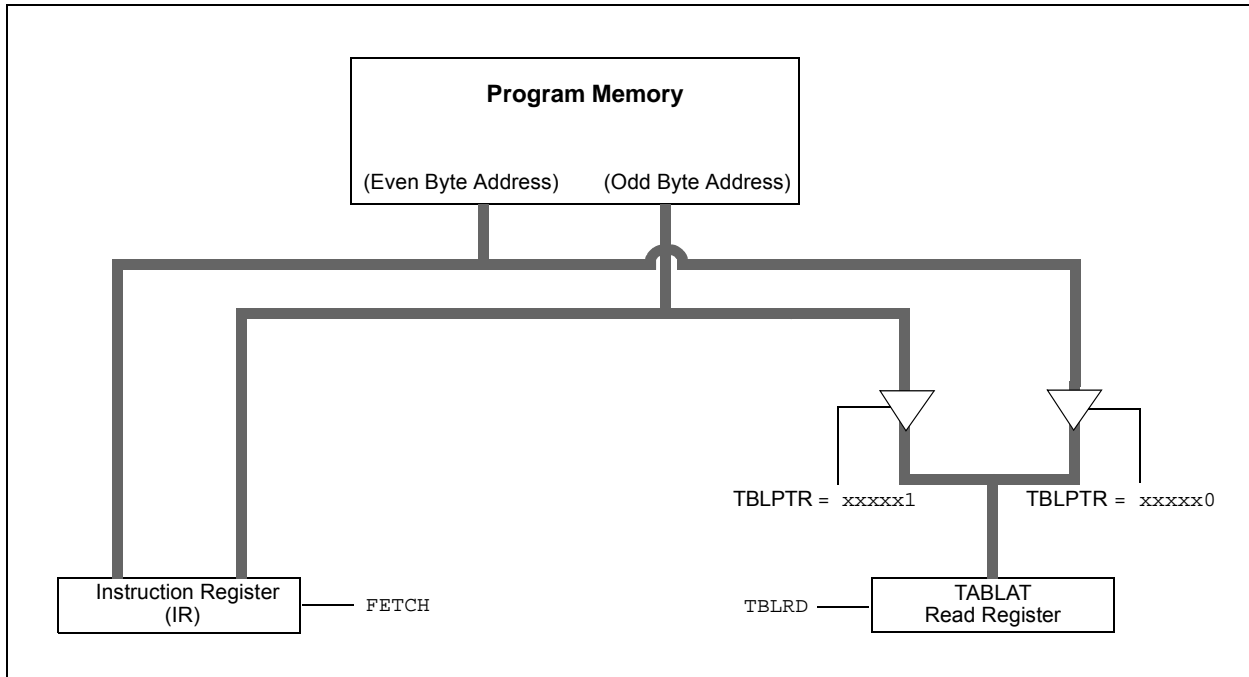 Program Memory
(Even Byte Address) (Odd Byte Address)
TBLPTR = xxxxx1 TBLPTR = xxxxx0
Instruction Register
(IR)
FETCH
TBLRD
TABLAT
Read Register